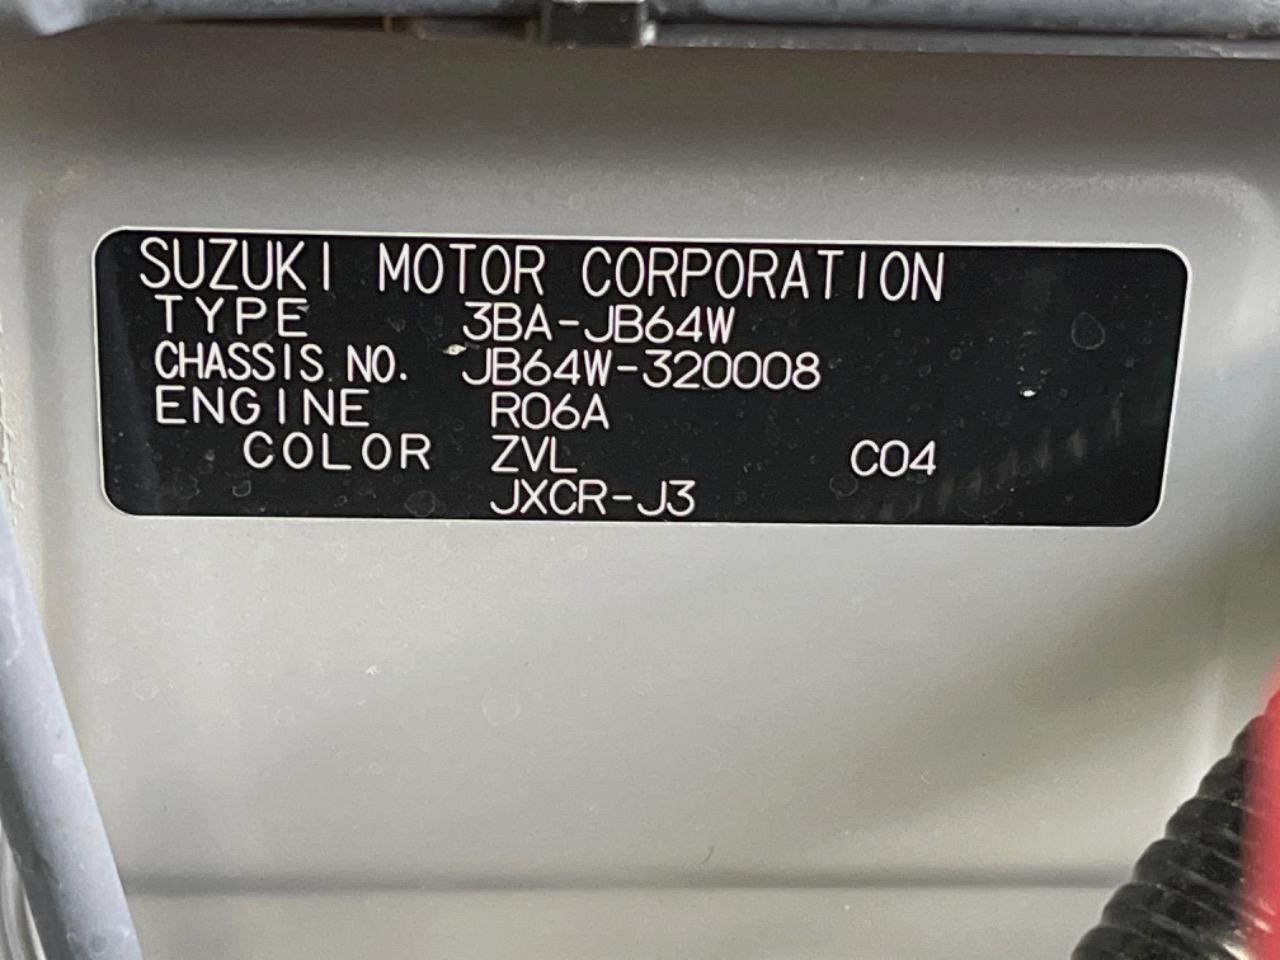 SUZUKI MOTOR CORPORATION
TYPE 3BA-JB64W
CHASSIS NO. JB64W-320008
ENGINE R06A
COLOR ZVL C04
JXCR-J3